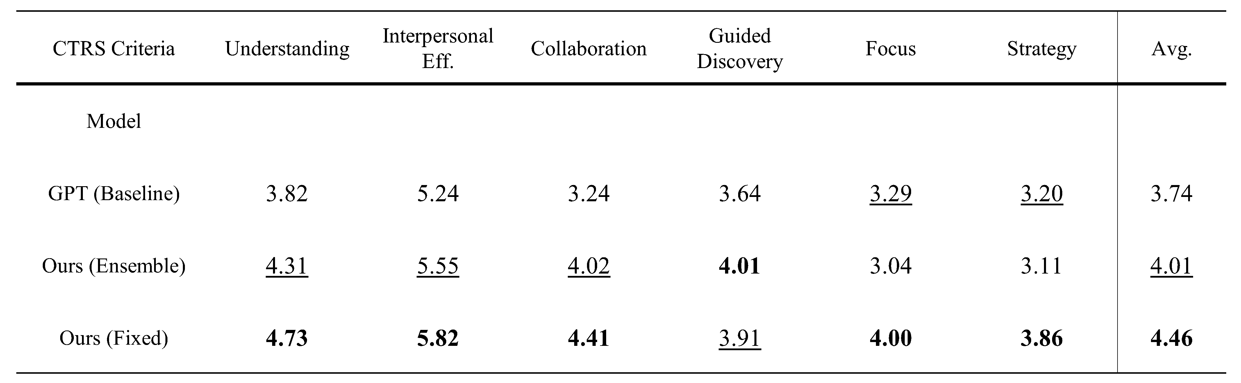 CTRS Criteria Understanding Interpersonal Eff. Collaboration Guided Discovery Focus Strategy Avg.
Model
GPT (Baseline) 3.82 5.24 3.24 3.64 3.29 3.20 3.74
Ours (Ensemble) 4.31 5.55 4.02 4.01 3.04 3.11 4.01
Ours (Fixed) 4.73 5.82 4.41 3.91 4.00 3.86 4.46